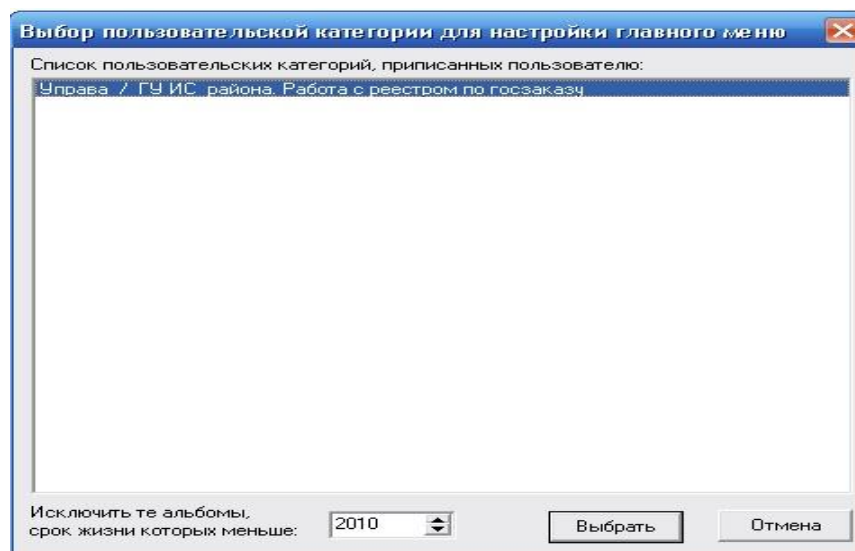 Выбор пользовательской категории для настройки главного меню
Список пользовательских категорий, приписанных пользователю:
Управа / ГУ ИС района. Работа с реестром по госзаказу
Исключить те альбомы,
срок жизни которых меньше:
2010
Выбрать
Отмена